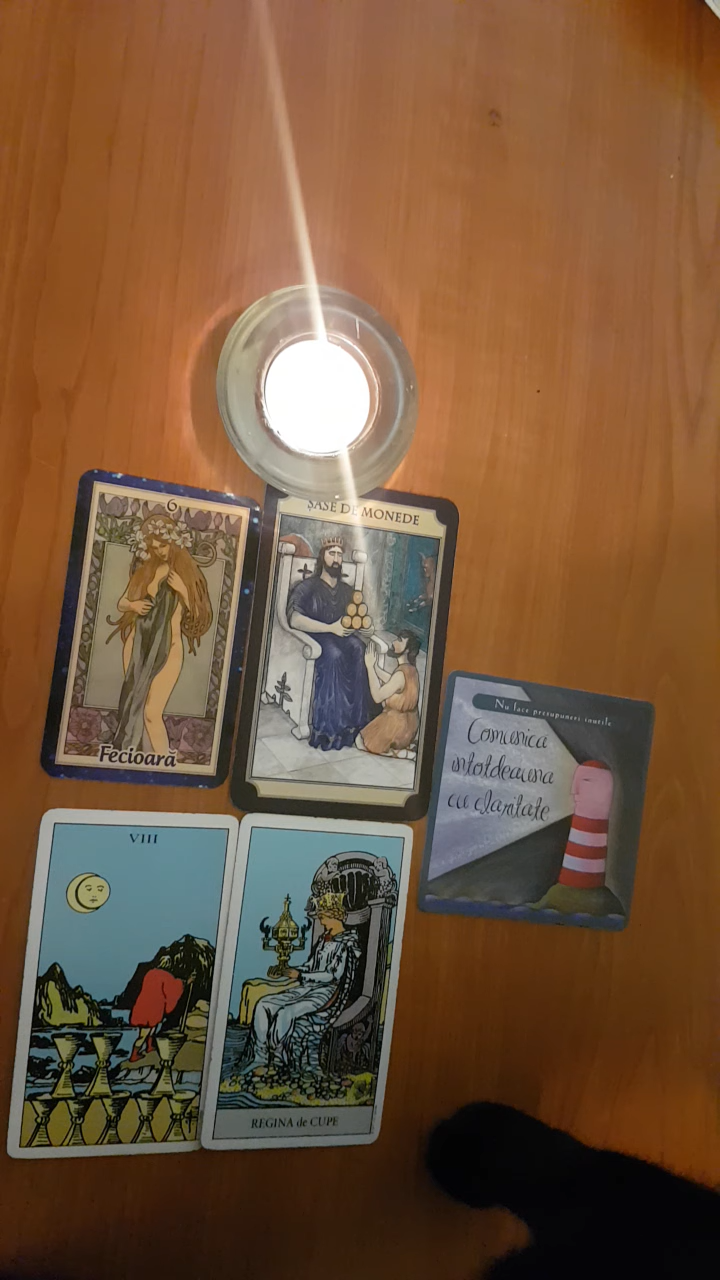 6
Fecioară
ȘASE DE MONEDE
Nu face presupuneri inutile
Comunica
intotdeauna
cu claritate
VIII
REGINA de CUPE